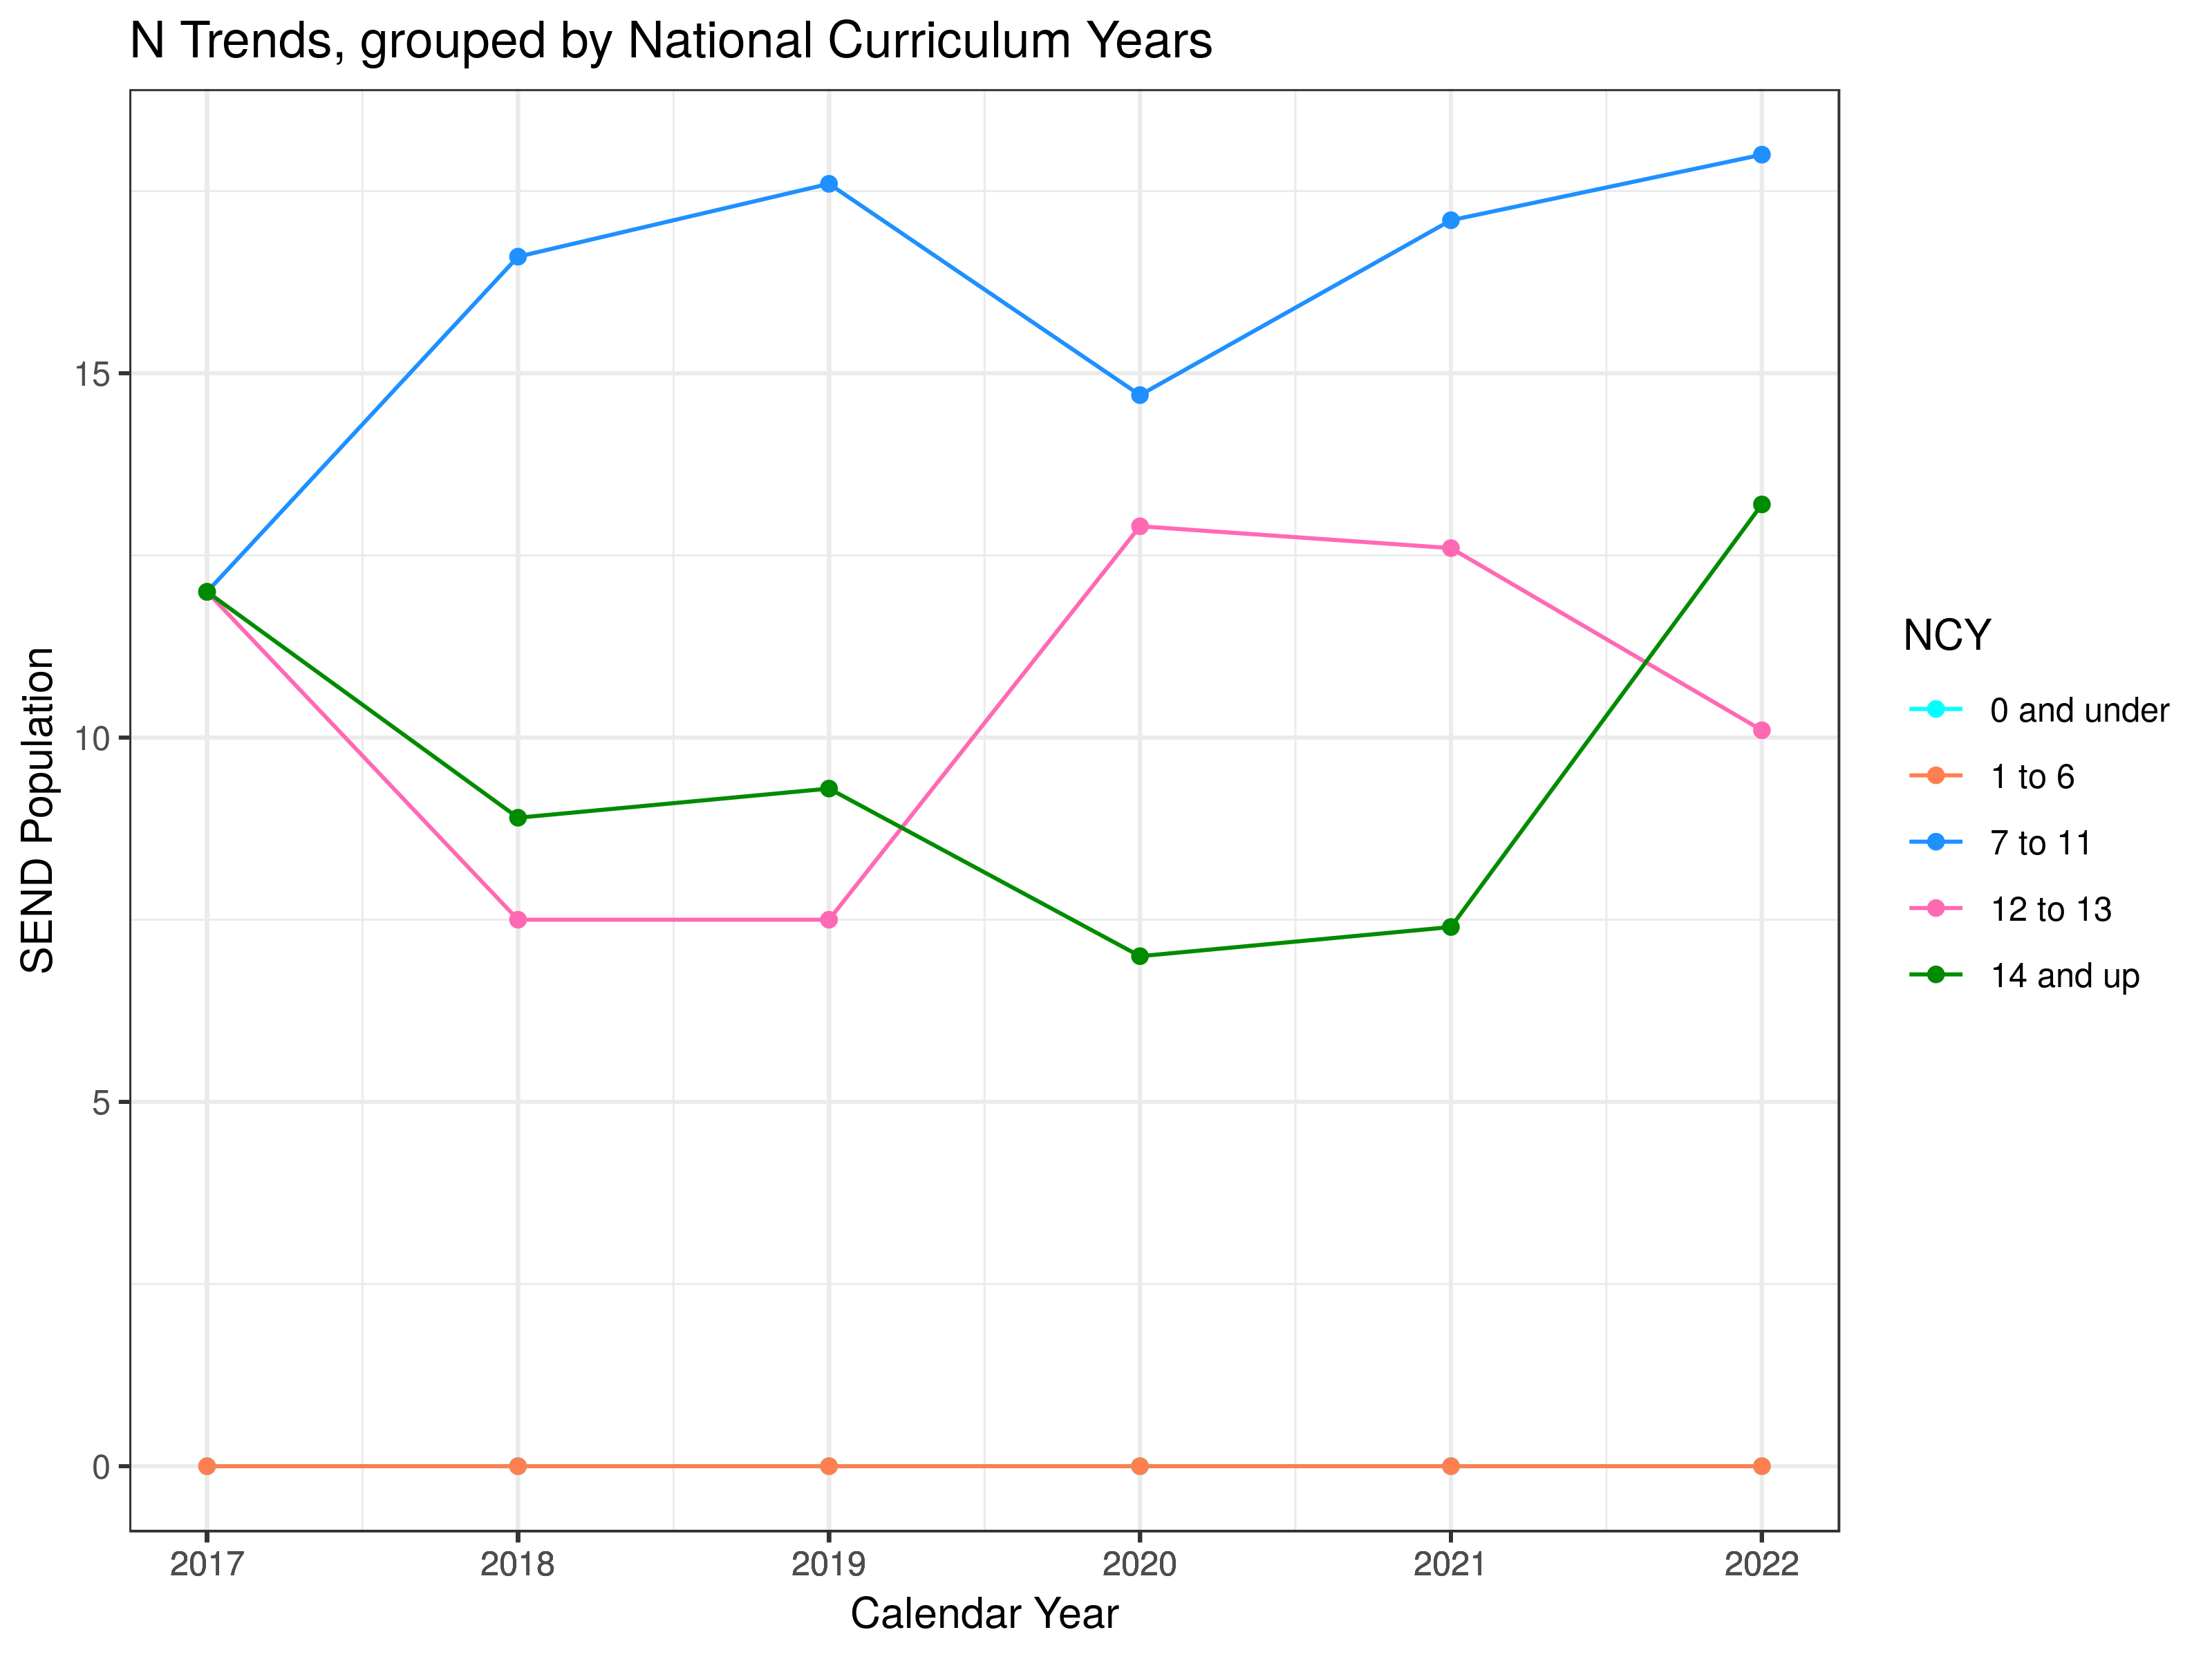 N Trends, grouped by National Curriculum Years
SEND Population
15
10
5
0
2017 2018 2019 2020 2021 2022
Calendar Year
NCY
0 and under
1 to 6
7 to 11
12 to 13
14 and up